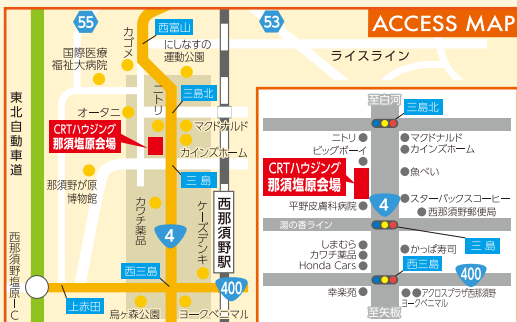 ACCESS MAP
55
53
西富山
カゴメ
にしなすの
運動公園
国際医療
福祉大病院
ライスライン
ニトリ
三島北
オータニ
マクドナルド
CRTハウジング
那須塩原会場
カインズホーム
東北自動車道
三島
那須野が原
博物館
カワチ薬品
ケーズデンキ
西那須野駅
4
西那須野塩原IC
西三島
400
上赤田
烏ヶ森公園
ヨークベニマル
至白河
三島北
ニトリ
マクドナルド
ビッグボーイ
カインズホーム
CRTハウジング
那須塩原会場
魚べい
4
スターバックスコーヒー
平野皮膚科病院
西那須野郵便局
湯の香ライン
三島
しまむら
かっぱ寿司
カワチ薬品
西三島
Honda Cars
400
幸楽苑
アクロスプラザ西那須野
ヨークベニマル
至矢板